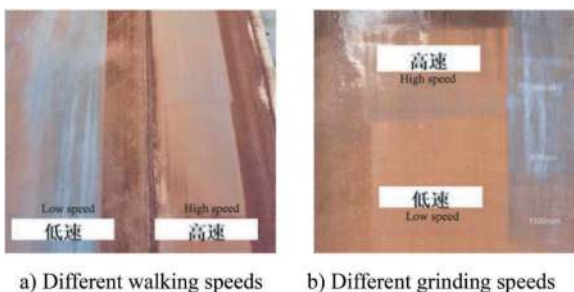 Low speed
低速
High speed
高速
高速
High speed
低速
Low speed
a) Different walking speeds
b) Different grinding speeds